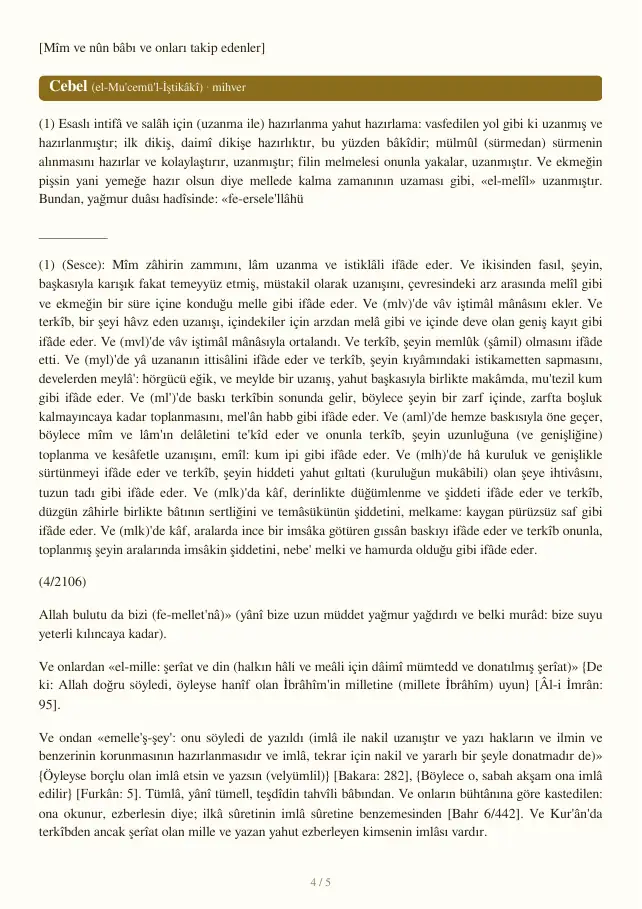 [Mîm ve nûn bâbı ve onları takip edenler]
Cebel (el-Mu'cemü'l-İştikâkî) · mihver
(1) Esaslı intifâ ve salâh için (uzanma ile) hazırlanma yahut hazırlama: vasfedilen yol gibi ki uzanmış ve
hazırlanmıştır; ilk dikiş, daimî dikişe hazırlıktır, bu yüzden bâkîdir; mülmûl (sürmedan) sürmenin
alınmasını hazırlar ve kolaylaştırır, uzanmıştır; filin melmelesi onunla yakalar, uzanmıştır. Ve ekmeğin
pişsin yani yemeğe hazır olsun diye mellede kalma zamanının uzaması gibi, «el-melîl» uzanmıştır.
Bundan, yağmur duâsı hadîsinde: «fe-ersele'llâhü
(1) (Sesce): Mîm zâhirin zammını, lâm uzanma ve istiklâli ifâde eder. Ve ikisinden fasıl, şeyin,
başkasıyla karışık fakat temeyyüz etmiş, müstakil olarak uzanışını, çevresindeki arz arasında melîl gibi
ve ekmeğin bir süre içine konduğu melle gibi ifâde eder. Ve (mlv)'de vâv iştimâl mânâsını ekler. Ve
terkîb, bir şeyi hâvz eden uzanışı, içindekiler için arzdan melâ gibi ve içinde deve olan geniş kayıt gibi
ifâde eder. Ve (mvl)'de vâv iştimâl mânâsıyla ortalandı. Ve terkîb, şeyin memlûk (şâmil) olmasını ifâde
etti. Ve (myl)'de yâ uzananın ittisâlini ifâde eder ve terkîb, şeyin kıyâmındaki istikametten sapmasını,
develerden meylâ': hörgücü eğik, ve meylde bir uzanış, yahut başkasıyla birlikte makâmda, mu'tezil kum
gibi ifâde eder. Ve (ml')'de baskı terkîbin sonunda gelir, böylece şeyin bir zarf içinde, zarfta boşluk
kalmayıncaya kadar toplanmasını, mel'ân habb gibi ifâde eder. Ve (aml)'de hemze baskısıyla öne geçer,
böylece mîm ve lâm'ın delâletini te'kîd eder ve onunla terkîb, şeyin uzunluğuna (ve genişliğine)
toplanma ve kesâfetle uzanışını, emîl: kum ipi gibi ifâde eder. Ve (mlh)'de hâ kuruluk ve genişlikle
sürtünmeyi ifâde eder ve terkîb, şeyin hiddeti yahut gıltati (kuruluğun mukâbili) olan şeye ihtivâsını,
tuzun tadı gibi ifâde eder. Ve (mlk)'da kâf, derinlikte düğümlenme ve şiddeti ifâde eder ve terkîb,
düzgün zâhirle birlikte bâtının sertliğini ve temâsükünün şiddetini, melkame: kaygan pürüzsüz saf gibi
ifâde eder. Ve (mlk)'de kâf, aralarda ince bir imsâka götüren gıssân baskıyı ifâde eder ve terkîb onunla,
toplanmış şeyin aralarında imsâkin şiddetini, nebe' melki ve hamurda olduğu gibi ifâde eder.
(4/2106)
Allah bulutu da bizi (fe-mellet'nâ)» (yânî bize uzun müddet yağmur yağdırdı ve belki murâd: bize suyu
yeterli kılıncaya kadar).
Ve onlardan «el-mille: şerîat ve din (halkın hâli ve meâli için dâimî mümtedd ve donatılmış şerîat)» {De
ki: Allah doğru söyledi, öyleyse hanîf olan İbrâhîm'in milletine (millete İbrâhîm) uyun} [Âl-i İmrân:
95].
Ve ondan «emelle'ş-şey': onu söyledi de yazıldı (imlâ ile nakil uzanıştır ve yazı hakların ve ilmin ve
benzerinin korunmasının hazırlanmasıdır ve imlâ, tekrar için nakil ve yararlı bir şeyle donatmadır de)»
{Öyleyse borçlu olan imlâ etsin ve yazsın (velyümlil)} [Bakara: 282], {Böylece o, sabah akşam ona imlâ
edilir} [Furkân: 5]. Tümlâ, yânî tümell, teşdîdin tahvîli bâbından. Ve onların bühtânına göre kastedilen:
ona okunur, ezberlesin diye; ilkâ sûretinin imlâ sûretine benzemesinden [Bahr 6/442]. Ve Kur'ân'da
terkîbden ancak şerîat olan mille ve yazan yahut ezberleyen kimsenin imlâsı vardır.
4 / 5